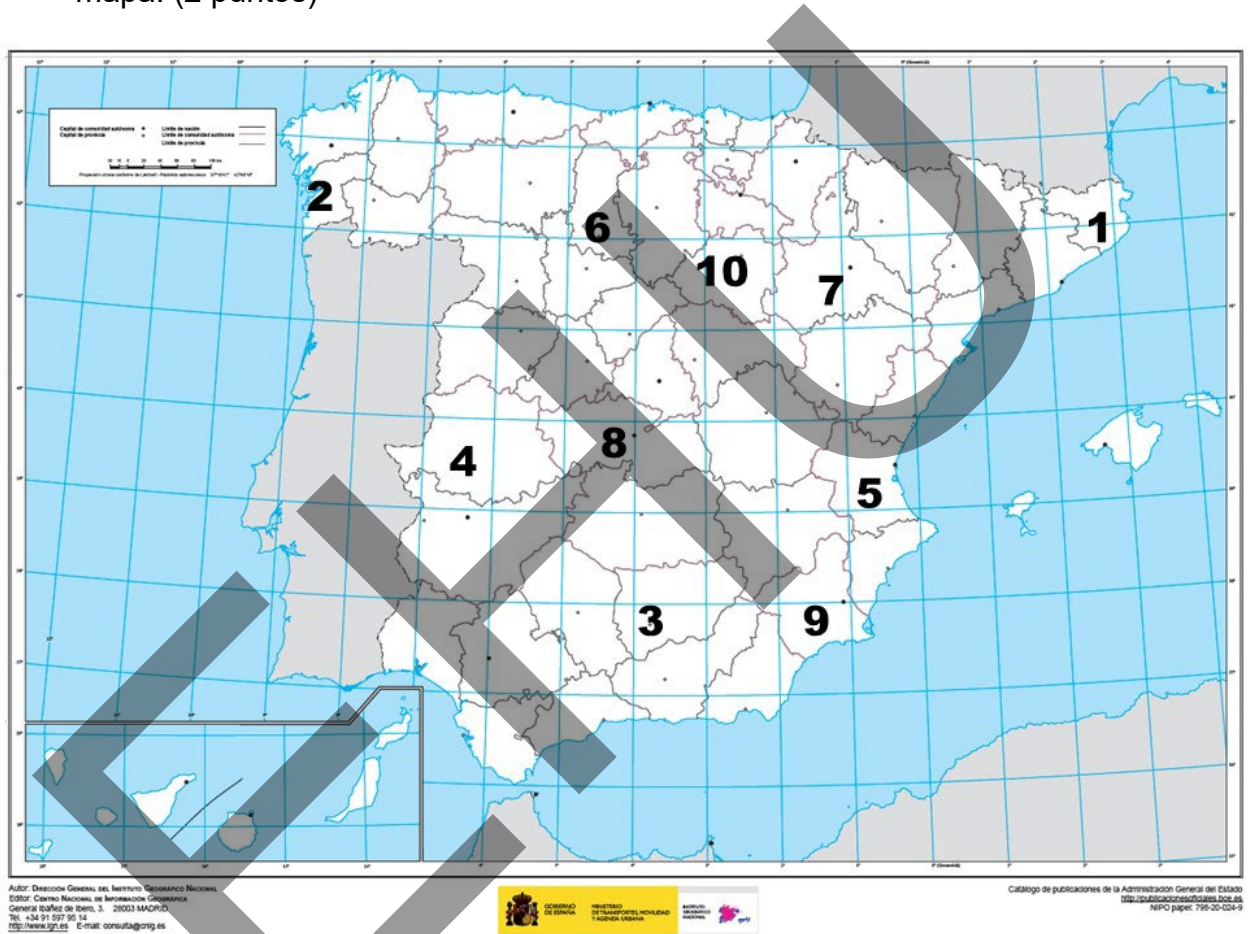 mapa. (2 puntos)
Capital de comunidad autónoma
Capital de provincia
Límite de nación
Límite de comunidad autónoma
Límite de provincia
2
1
6
10
7
8
4
5
3
9
EHU
Autor: DIRECCIÓN GENERAL DEL INSTITUTO GEOGRÁFICO NACIONAL
Editor: CENTRO NACIONAL DE INFORMACIÓN GEOGRÁFICA
General Ibáñez de Ibero, 3. 28003 MADRID
Tel. +34 91 597 95 14
http://www.ign.es E-mail: consulta@cnig.es
GOBIERNO DE ESPAÑA
MINISTERIO DE TRANSPORTES, MOVILIDAD Y AGENDA URBANA
INSTITUTO GEOGRÁFICO NACIONAL
Catálogo de publicaciones de la Administración General del Estado
http://publicacionesoficiales.boe.es
NIPO papel: 798-20-024-9